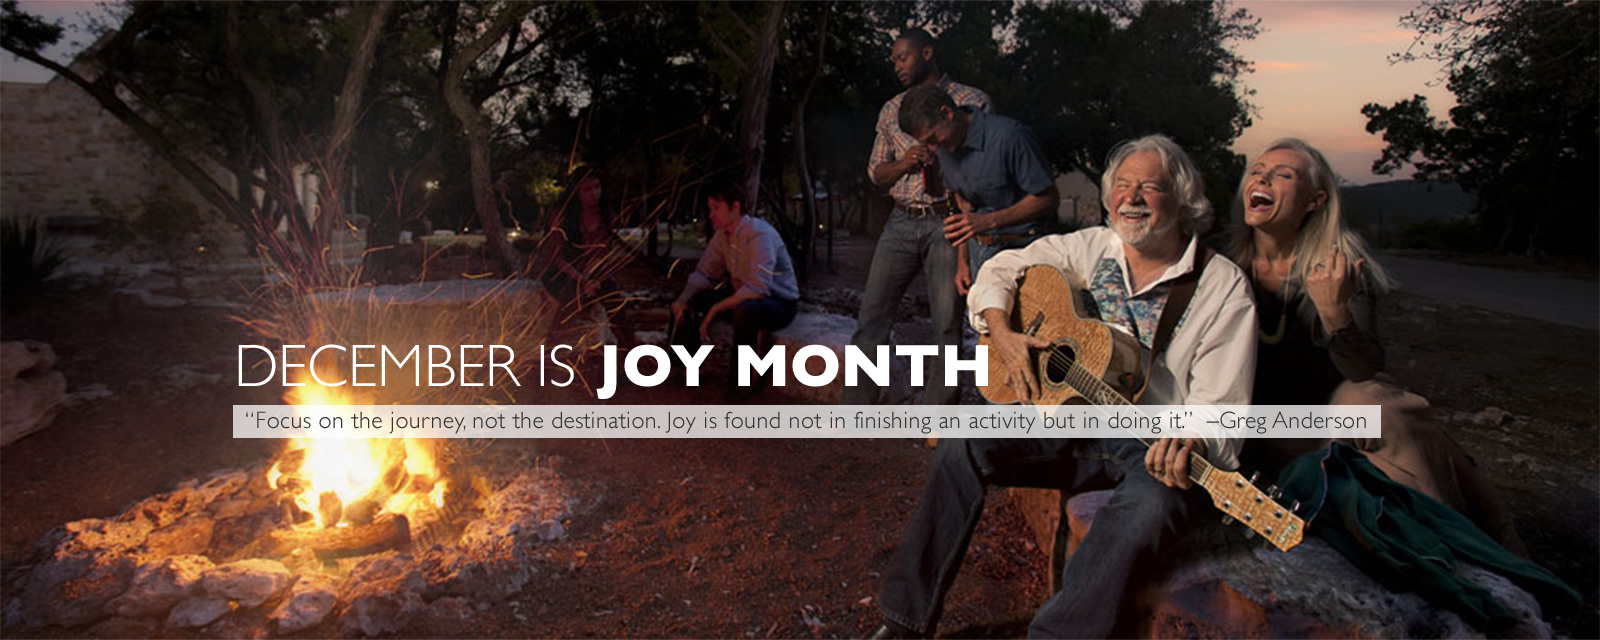 DECEMBER IS JOY MONTH
“Focus on the journey, not the destination. Joy is found not in finishing an activity but in doing it.” –Greg Anderson